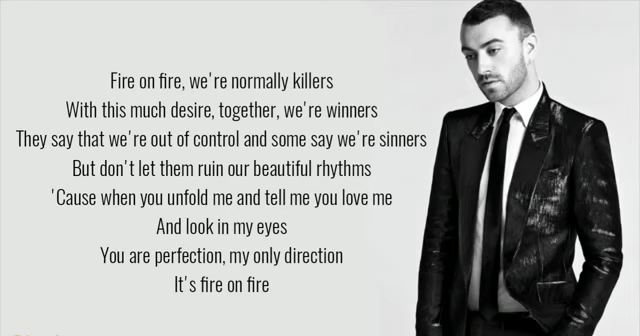 Fire on fire, we're normally killers
With this much desire, together, we're winners
They say that we're out of control and some say we're sinners
But don't let them ruin our beautiful rhythms
'Cause when you unfold me and tell me you love me
And look in my eyes
You are perfection, my only direction
It's fire on fire